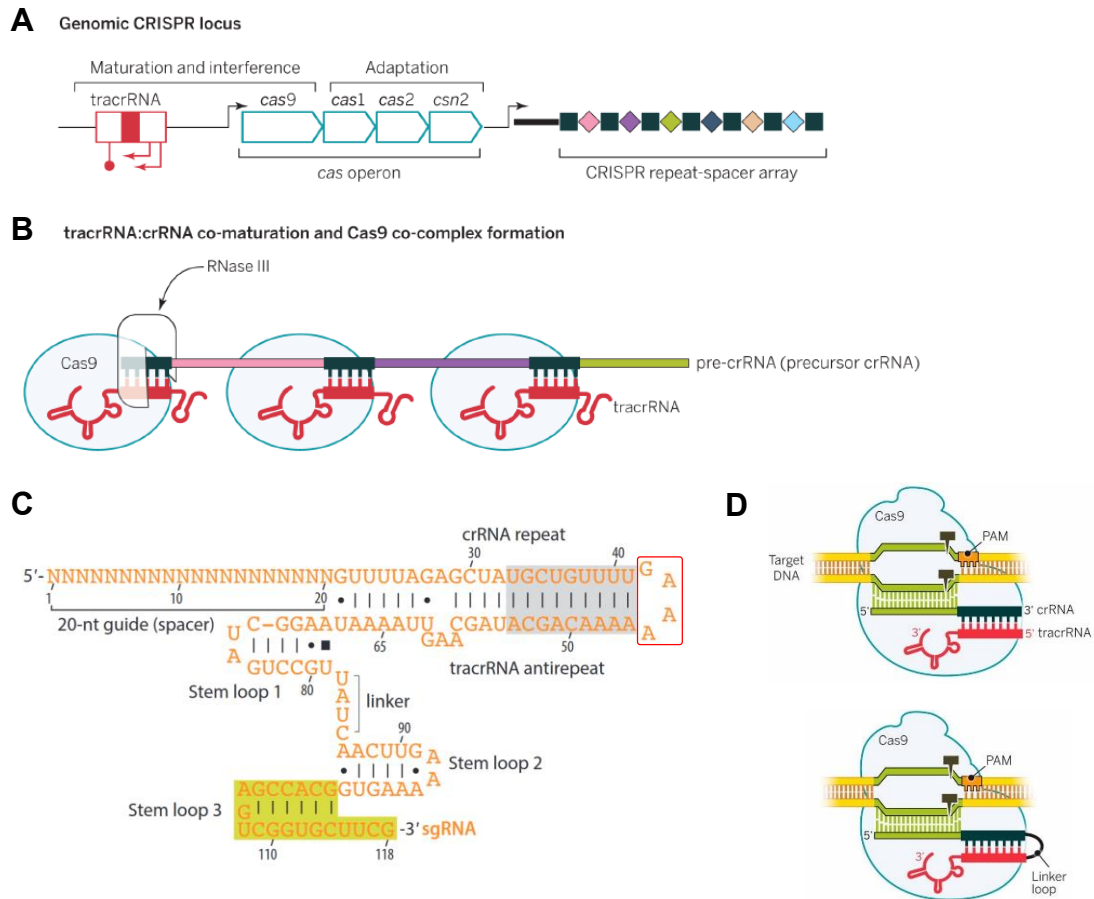 A Genomic CRISPR locus
Maturation and interference Adaptation
tracrRNA cas9 cas1 cas2 csn2
cas operon CRISPR repeat-spacer array
B tracrRNA:crRNA co-maturation and Cas9 co-complex formation
RNase III
Cas9
pre-crRNA (precursor crRNA)
tracrRNA
C
crRNA repeat
30 40
5′-NNNNNNNNNNNNNNNNNNNNGUUUUAGAGCUAUGCUGUUUUG
A
A
A
1 10 20
20-nt guide (spacer)
C-GGAAUAAAAUUGAACGAUACGACAAAA
65 50
tracrRNA antirepeat
U
A
GUCCGU
Stem loop 1 80
U
A
U
C
linker
90
AACUUG
A
A
Stem loop 2
GUGAAA
AGCCACG
Stem loop 3 G
UCGGUGCUUCG -3′ sgRNA
110 118
D
Cas9
PAM
Target
DNA
5′ 3′ crRNA
3′ 5′ tracrRNA
Cas9
PAM
5′
3′
Linker
loop